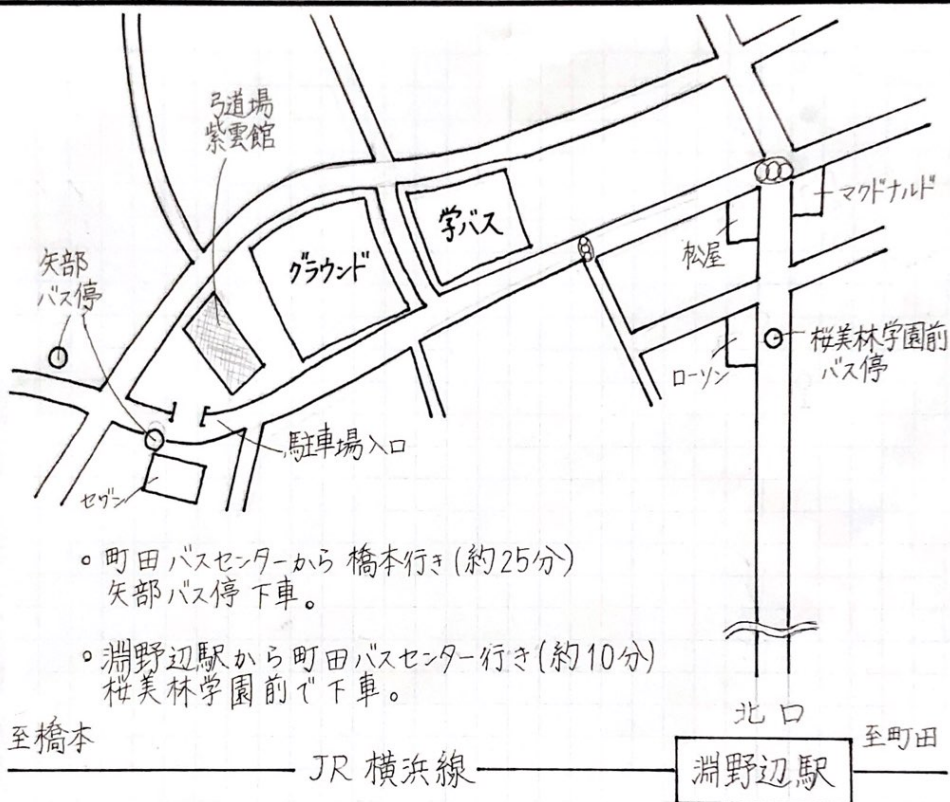 弓道場
紫雲館
マクドナルド
学バス
松屋
グラウンド
矢部
バス停
桜美林学園前
バス停
ローソン
駐車場入口
セブン
○町田バスセンターから橋本行き(約25分)
矢部バス停下車。
○淵野辺駅から町田バスセンター行き(約10分)
桜美林学園前で下車。
北口
至橋本
至町田
JR横浜線
淵野辺駅